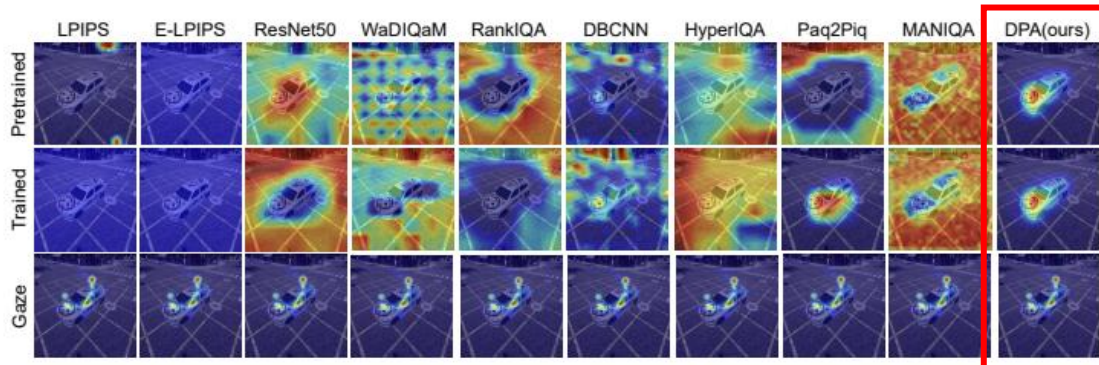 LPIPS E-LPIPS ResNet50 WaDIQaM RankIQA DBCNN HyperIQA Paq2Piq MANIQA DPA(ours)
Pretrained
Trained
Gaze